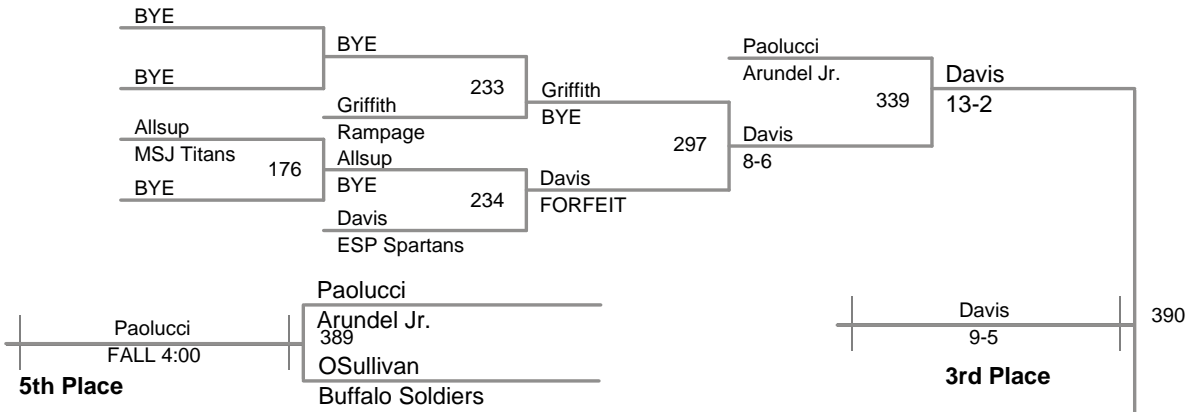 BYE
BYE
BYE
233
Griffith
Rampage
Griffith
BYE
Allsup
MSJ Titans
176
BYE
Allsup
BYE
234
Davis
ESP Spartans
Davis
FORFEIT
297
Paolucci
Arundel Jr.
339
Davis
8-6
Davis
13-2
Paolucci
FALL 4:00
5th Place
Paolucci
Arundel Jr.
389
OSullivan
Buffalo Soldiers
Davis
9-5
3rd Place
390